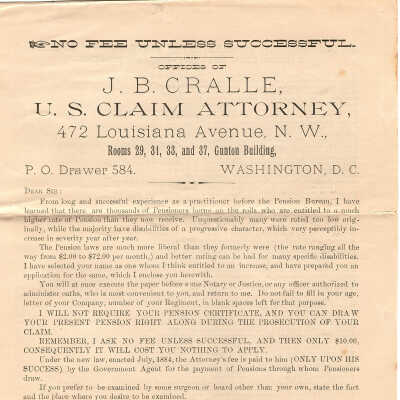 NO FEE UNLESS SUCCESSFUL.
OFFICES OF
J. B. CRALLE,
U. S. CLAIM ATTORNEY,
472 Louisiana Avenue, N. W.,
Rooms 29, 31, 33, and 37, Gunton Building,
P. O. Drawer 584. WASHINGTON, D. C.
DEAR SIR:
From long and successful experience as a practitioner before the Pension Bureau, I have
learned that there are thousands of Pensioners borne on the rolls who are entitled to a much
higher rate of Pension than they now receive. Unquestionably many were rated too low orig-
inally, while the majority have disabilities of a progressive character, which very perceptibly in-
crease in severity year after year.
The Pension laws are much more liberal than they formerly were (the rate ranging all the
way from $2.00 to $72.00 per month,) and better rating can be had for many specific disabilities.
I have selected your name as one whom I think entitled to an increase, and have prepared an
application for the same, which I enclose you herewith.
You will at once execute the paper before some Notary or Justice, or any officer authorized to
administer oaths, who is most convenient to you, and return to me. Do not fail to fill in your age,
letter of your Company, number of your Regiment, in blank spaces left for that purpose.
I WILL NOT REQUIRE YOUR PENSION CERTIFICATE, AND YOU CAN DRAW
YOUR PRESENT PENSION RIGHT ALONG DURING THE PROSECUTION OF YOUR
CLAIM.
REMEMBER, I ASK NO FEE UNLESS SUCCESSFUL, AND THEN ONLY $10.00,
CONSEQUENTLY IT WILL COST YOU NOTHING TO APPLY.
Under the new law, enacted July, 1884, the Attorney's fee is paid to him (ONLY UPON HIS
SUCCESS) by the Government Agent for the payment of Pensions through whom Pensioners
draw.
If you prefer to be examined by some surgeon or board other than your own, state the fact
and the place where you desire to be examined.